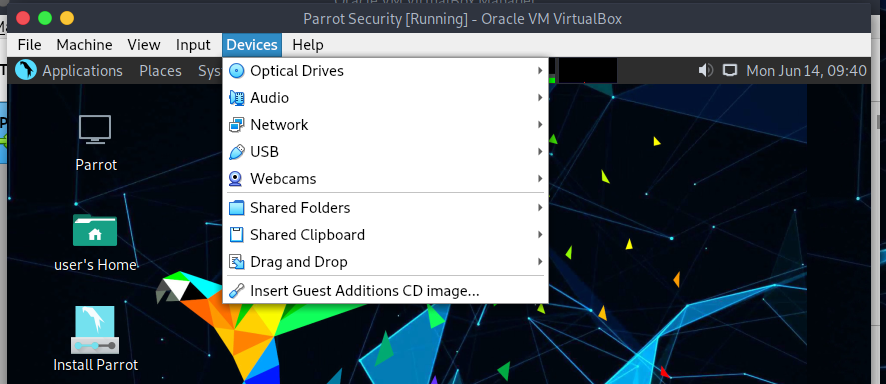 Parrot Security [Running] - Oracle VM VirtualBox
File Machine View Input Devices Help
Applications Places Sys
Mon Jun 14, 09:40
Optical Drives
Audio
Network
USB
Webcams
Shared Folders
Shared Clipboard
Drag and Drop
Insert Guest Additions CD image...
Parrot
user's Home
Install Parrot